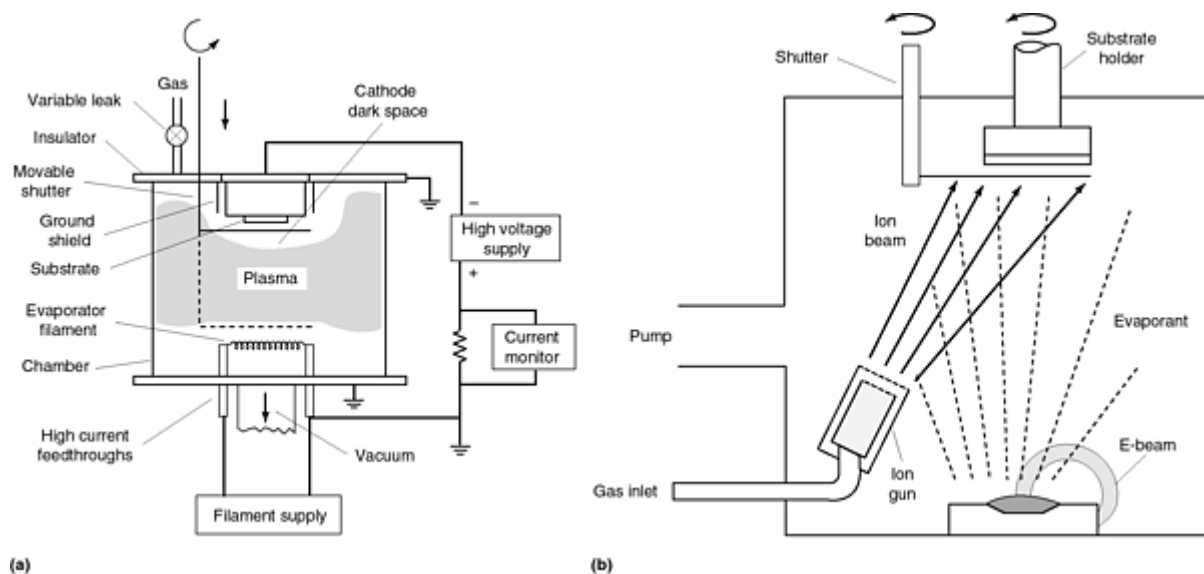 Gas
Variable leak
Insulator
Movable
shutter
Ground
shield
Substrate
Evaporator
filament
Chamber
High current
feedthroughs
Cathode
dark space
Plasma
–
High voltage
supply
+
Current
monitor
Vacuum
Filament supply
(a)
Shutter
Substrate
holder
Ion
beam
Pump
Evaporant
E-beam
Ion
gun
Gas inlet
(b)